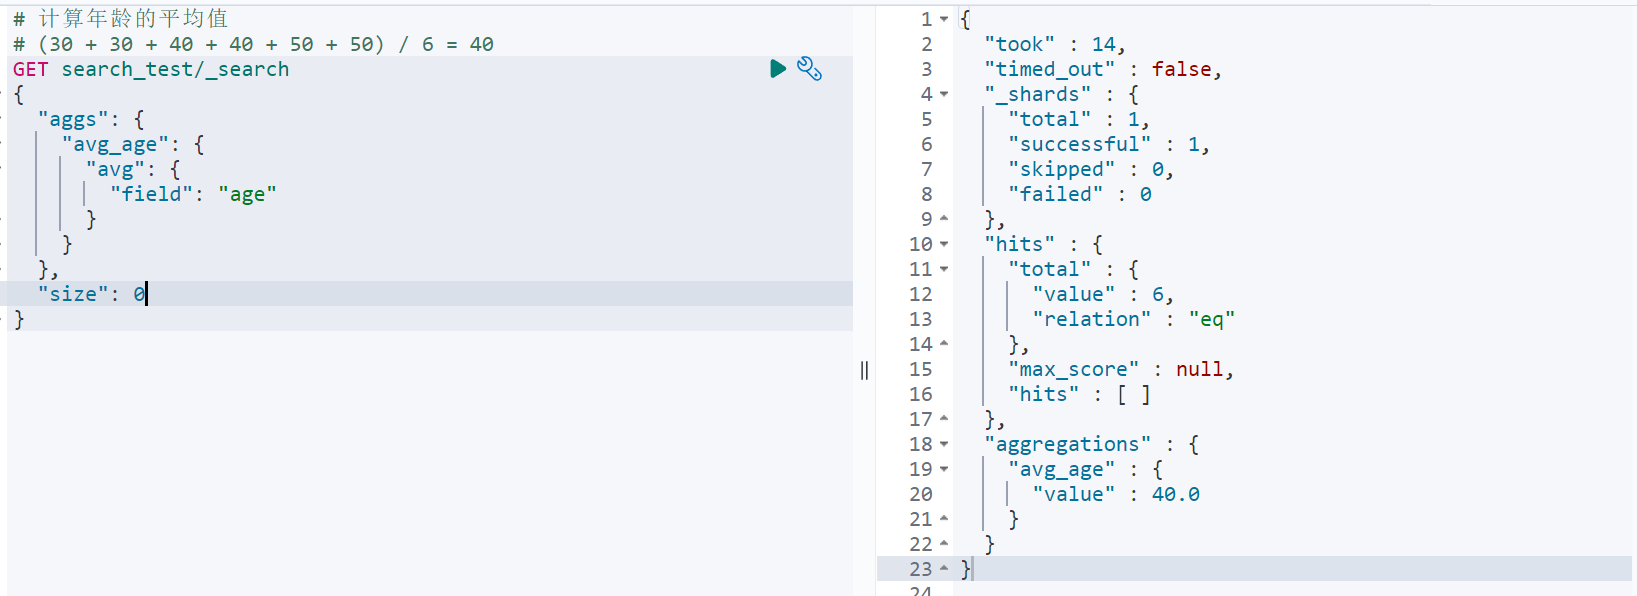 # 计算年龄的平均值
# (30 + 30 + 40 + 40 + 50 + 50) / 6 = 40
GET search_test/_search
{
"aggs": {
"avg_age": {
"avg": {
"field": "age"
}
}
},
"size": 0
}
1 {
2 "took" : 14,
3 "timed_out" : false,
4 "_shards" : {
5 "total" : 1,
6 "successful" : 1,
7 "skipped" : 0,
8 "failed" : 0
9 },
10 "hits" : {
11 "total" : {
12 "value" : 6,
13 "relation" : "eq"
14 },
15 "max_score" : null,
16 "hits" : [ ]
17 },
18 "aggregations" : {
19 "avg_age" : {
20 "value" : 40.0
21 }
22 }
23 }
24